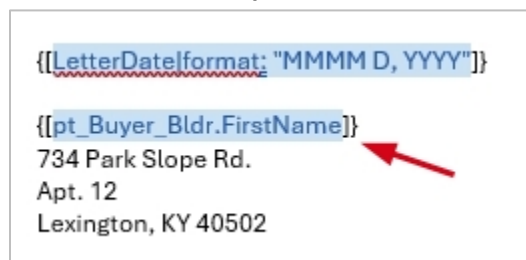 {[LetterDate|format: "MMMM D, YYYY"]}
{[pt_Buyer_Bldr.FirstName]}
734 Park Slope Rd.
Apt. 12
Lexington, KY 40502